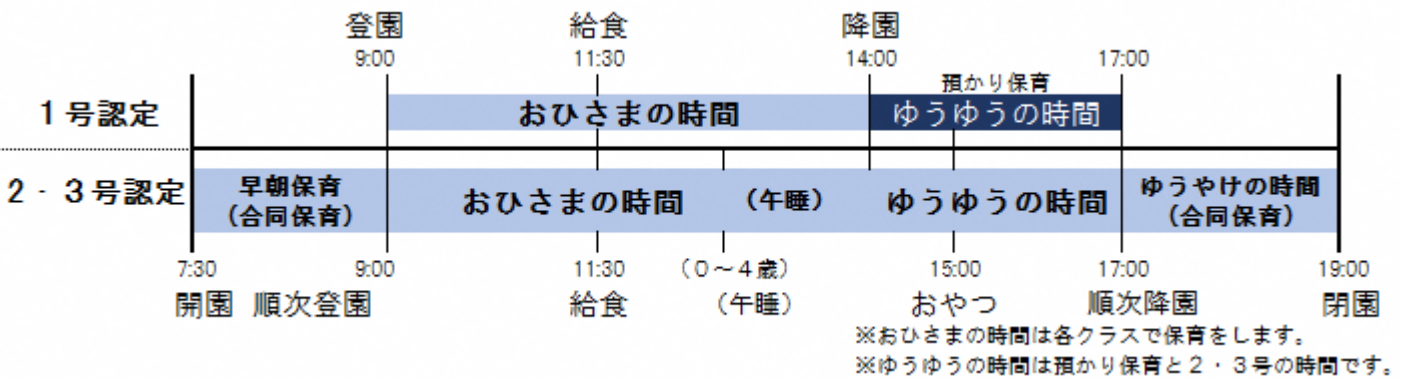 登園 給食 降園
9:00 11:30 14:00 17:00
預かり保育
1号認定 おひさまの時間 ゆうゆうの時間
2・3号認定 早朝保育 (合同保育) おひさまの時間 (午睡) ゆうゆうの時間 ゆうやけの時間 (合同保育)
7:30 9:00 11:30 (0～4歳) 15:00 17:00 19:00
開園 順次登園 給食 (午睡) おやつ 順次降園 閉園
※おひさまの時間は各クラスで保育をします。
※ゆうゆうの時間は預かり保育と2・3号の時間です。